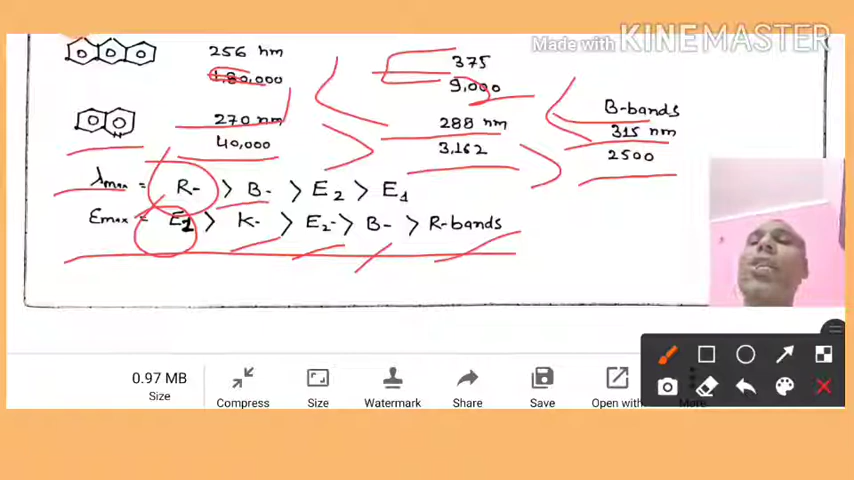 Made with KINEMASTER
256 nm
375
1,80,000
9,000
B-bands
270 nm
288 nm
315 nm
40,000
3,162
2500
λmax = R- > B- > E2 > E1
Emax = E1 > K- > E2- > B- > R-bands
0.97 MB
Size
Compress
Size
Watermark
Share
Save
Open with
More